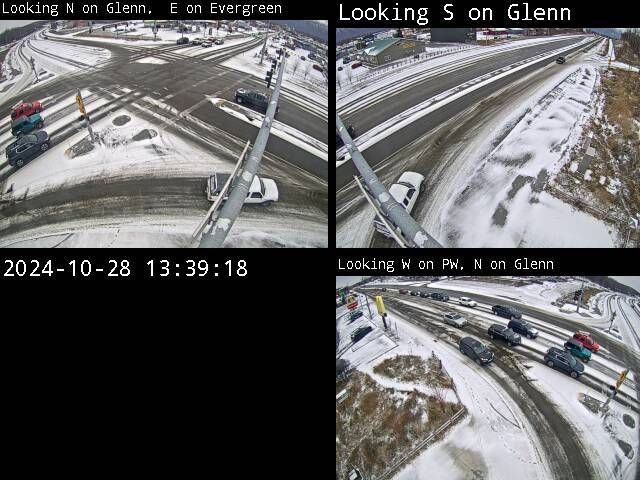 Looking N on Glenn,  E on Evergreen
Looking S on Glenn
2024-10-28 13:39:18
Looking W on PW, N on Glenn